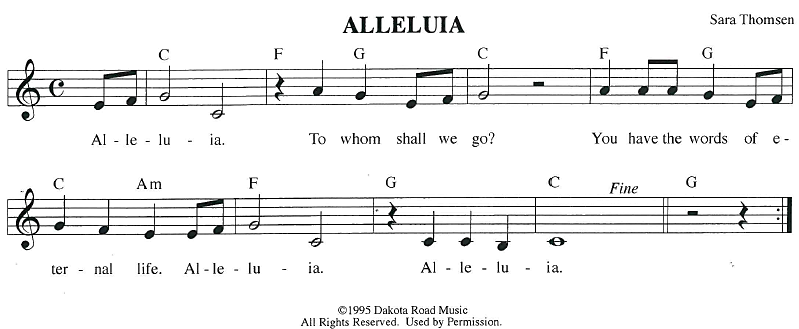 ALLELUIA
Sara Thomsen
C F G C F G
Al - le - lu - ia. To whom shall we go? You have the words of e -
C Am F G C Fine G
ter - nal life. Al - le - lu - ia. Al - le - lu - ia.
©1995 Dakota Road Music
All Rights Reserved. Used by Permission.